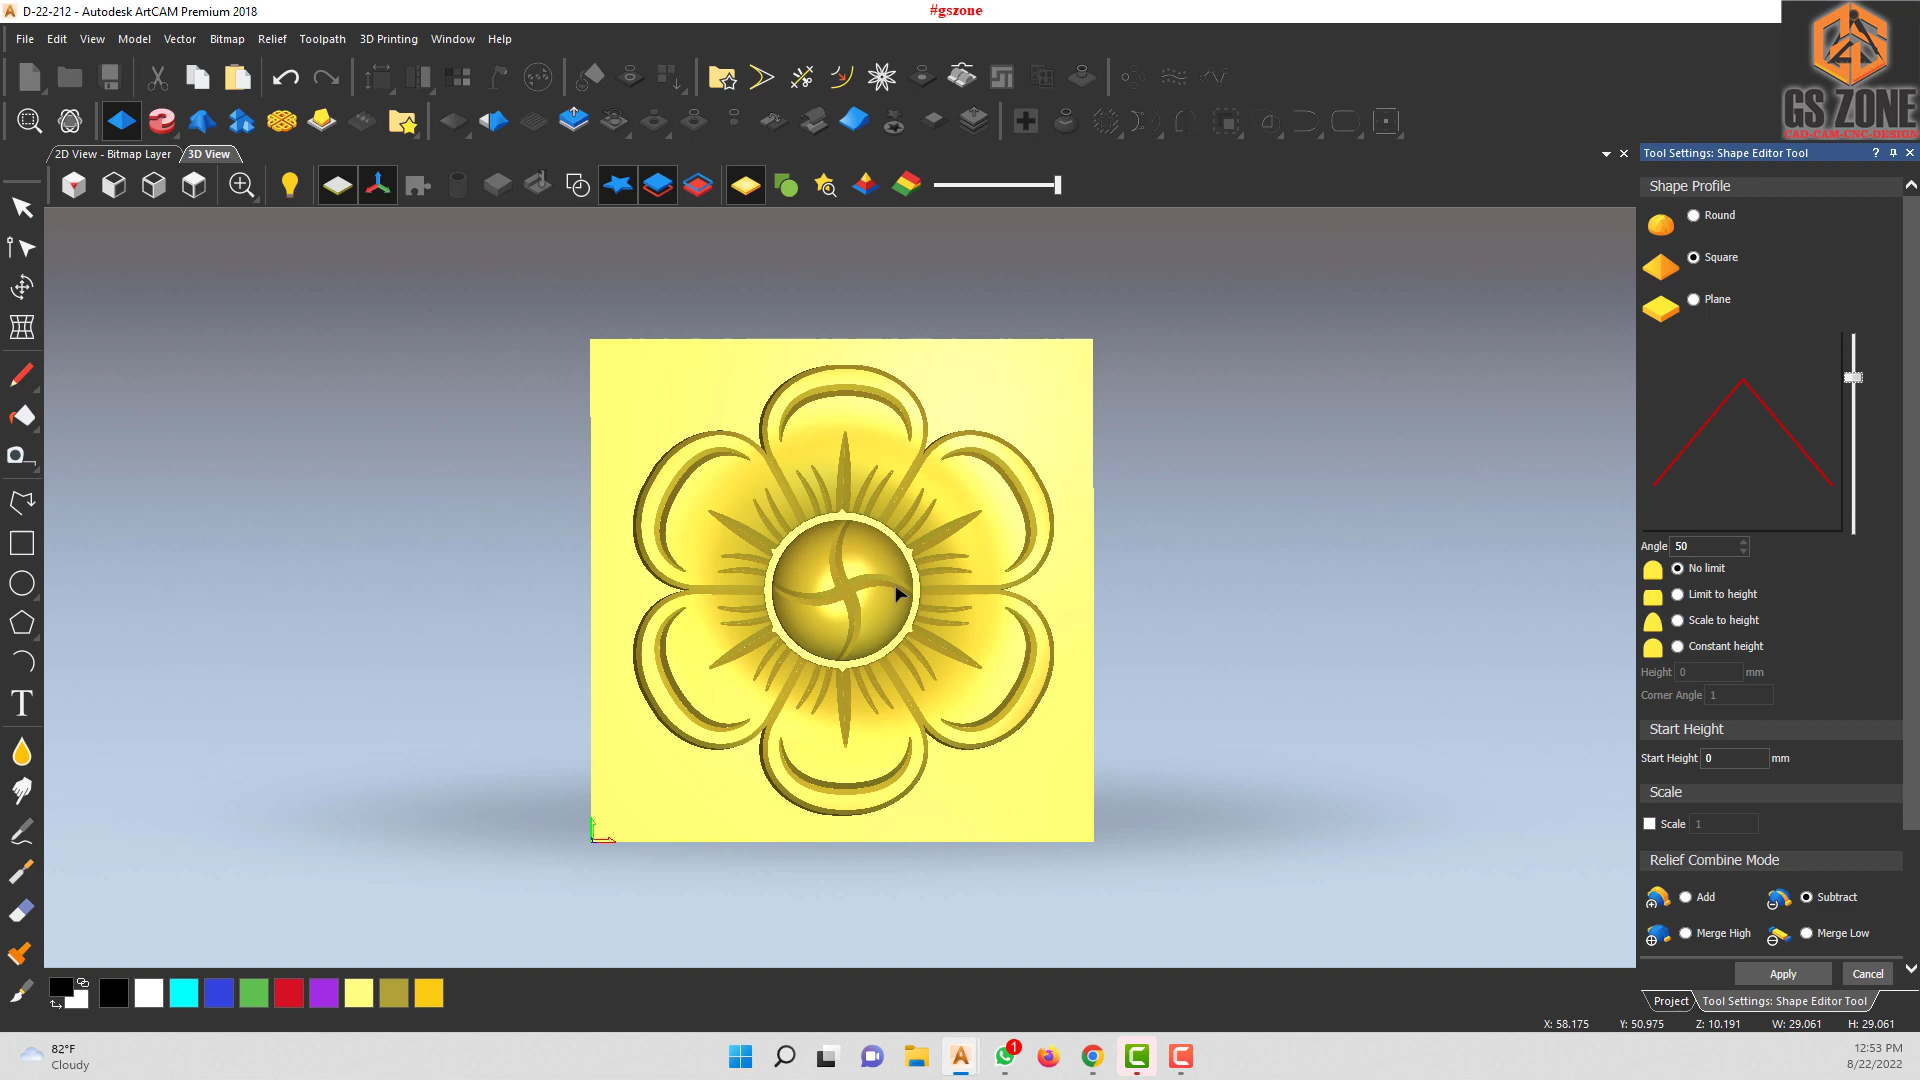 D-22-212 - Autodesk ArtCAM Premium 2018
#gszone
File Edit View Model Vector Bitmap Relief Toolpath 3D Printing Window Help
GS ZONE
CAD-CAM-CNC-DESIGN
2D View - Bitmap Layer 3D View
Tool Settings: Shape Editor Tool
Shape Profile
Round
Square
Plane
Angle 50
No limit
Limit to height
Scale to height
Constant height
Height 0 mm
Corner Angle 1
Start Height
Start Height 0 mm
Scale
Scale 1
Relief Combine Mode
Add Subtract
Merge High Merge Low
Apply Cancel
Project Tool Settings: Shape Editor Tool
X: 58.175 Y: 50.975 Z: 10.191 W: 29.061 H: 29.061
82°F
Cloudy
1
12:53 PM
8/22/2022